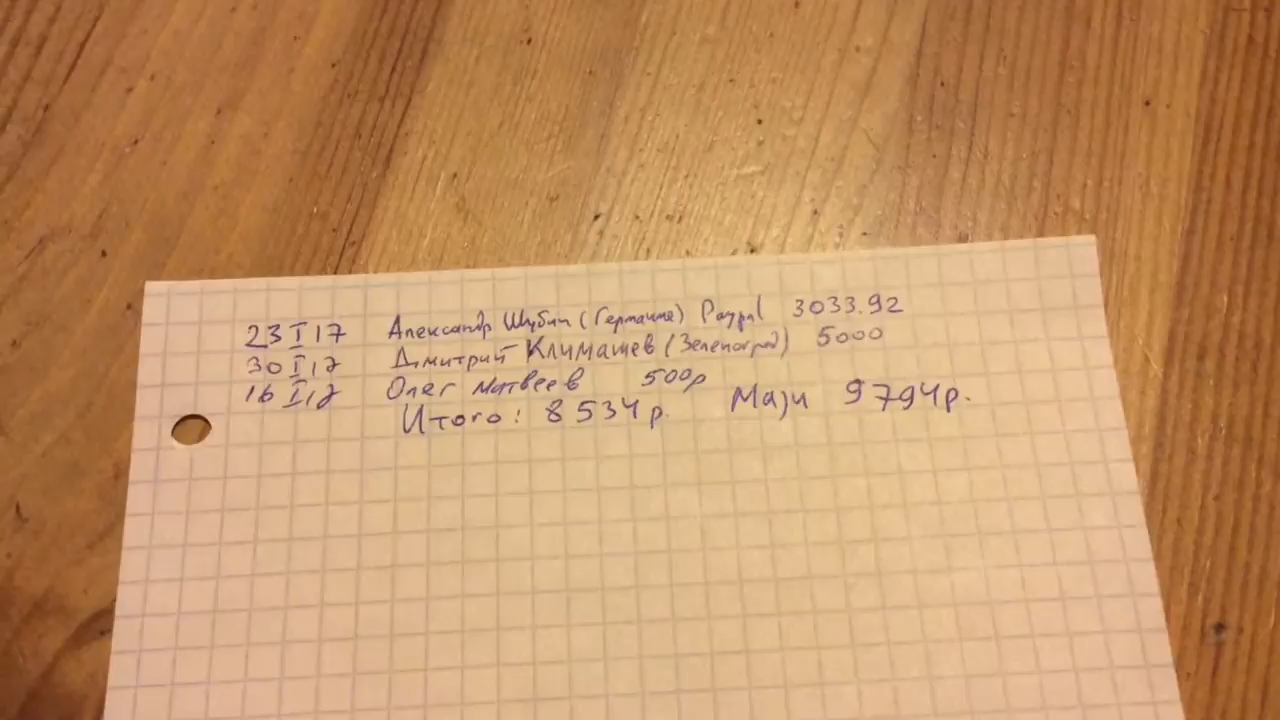 23 I 17 Александр Шубин (Германия) Paypal 3033.92
30 I 17 Дмитрий Климашев (Зеленоград) 5000
16 I 17 Олег Матвеев 500р
Итого: 8534р. 9794р.